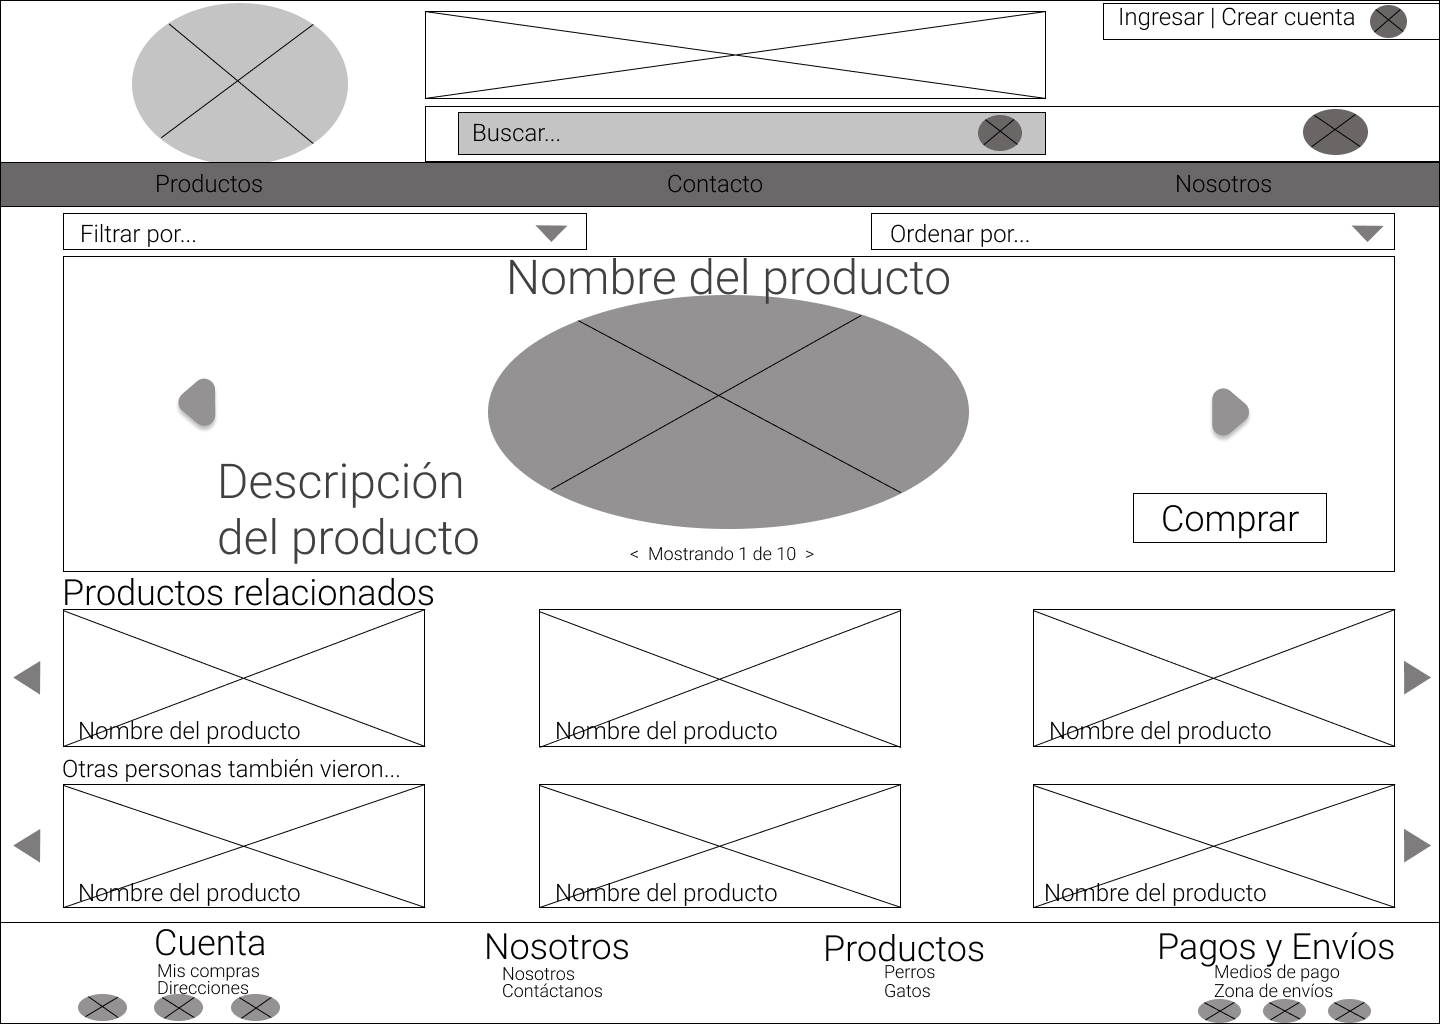 Ingresar | Crear cuenta
Buscar...
Productos
Contacto
Nosotros
Filtrar por...
Ordenar por...
Nombre del producto
Descripción
del producto
Comprar
< Mostrando 1 de 10 >
Productos relacionados
Nombre del producto
Nombre del producto
Nombre del producto
Otras personas también vieron...
Nombre del producto
Nombre del producto
Nombre del producto
Cuenta
Mis compras
Direcciones
Nosotros
Nosotros
Contáctanos
Productos
Perros
Gatos
Pagos y Envíos
Medios de pago
Zona de envíos